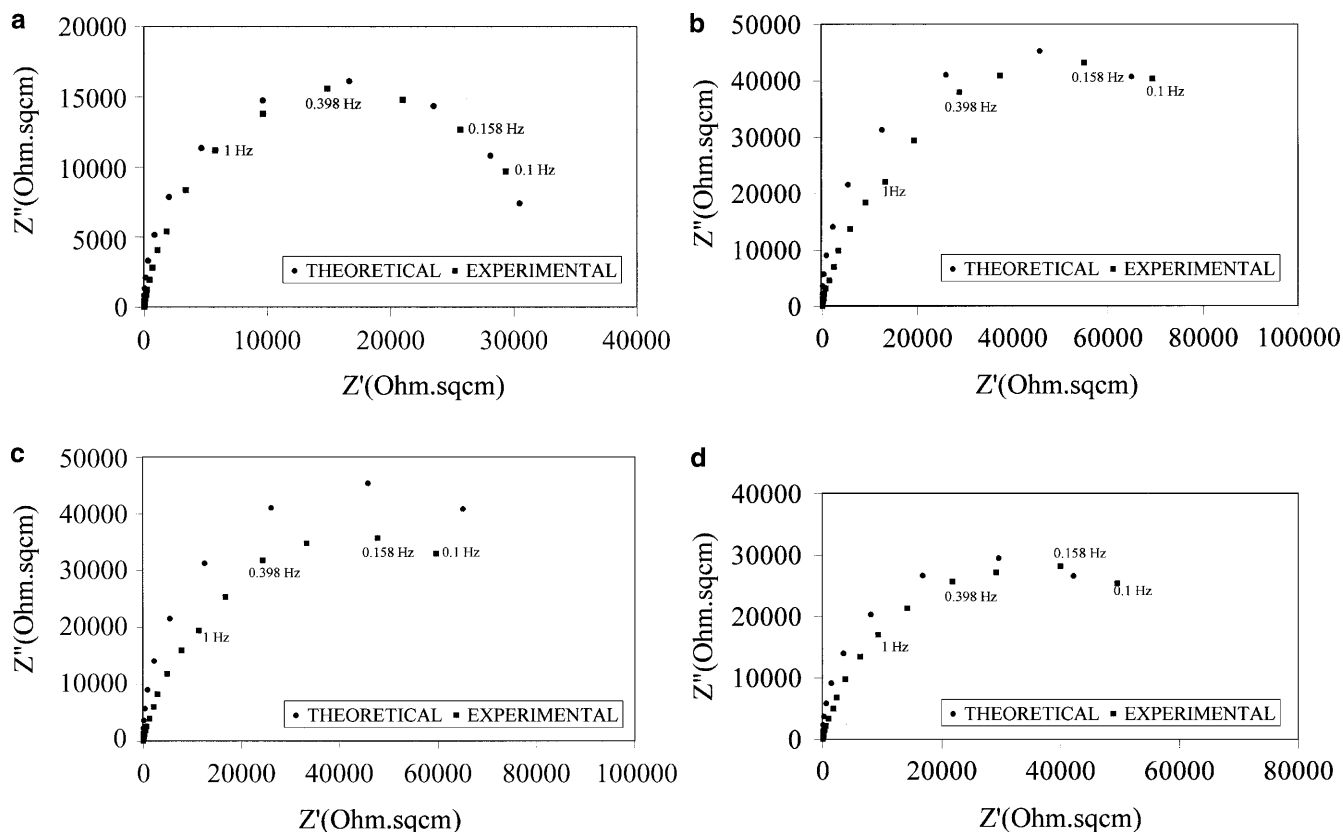 a
20000
15000
10000
5000
0
Z"(Ohm.sqcm)
0.398 Hz
0.158 Hz
1 Hz
0.1 Hz
THEORETICAL EXPERIMENTAL
0 10000 20000 30000 40000
Z'(Ohm.sqcm)
b
50000
40000
30000
20000
10000
0
Z"(Ohm.sqcm)
0.158 Hz
0.1 Hz
0.398 Hz
1Hz
THEORETICAL EXPERIMENTAL
0 20000 40000 60000 80000 100000
Z'(Ohm.sqcm)
c
50000
40000
30000
20000
10000
0
Z"(Ohm.sqcm)
0.158 Hz
0.1 Hz
0.398 Hz
1 Hz
THEORETICAL EXPERIMENTAL
0 20000 40000 60000 80000 100000
Z'(Ohm.sqcm)
d
40000
30000
20000
10000
0
Z"(Ohm.sqcm)
0.158 Hz
0.398 Hz
0.1 Hz
1 Hz
THEORETICAL EXPERIMENTAL
0 20000 40000 60000 80000
Z'(Ohm.sqcm)